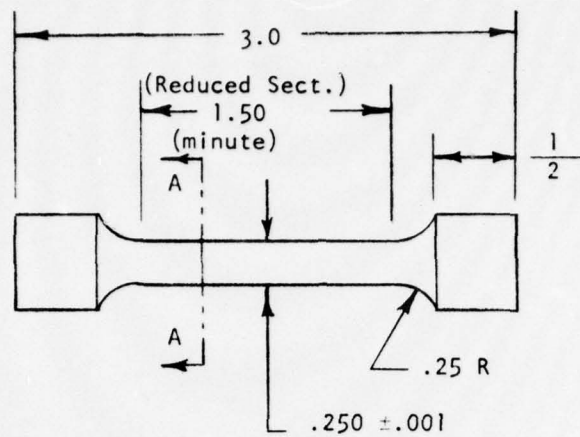 3.0
(Reduced Sect.)
1.50
(minute)
1
2
A
A
.25 R
.250 ±.001